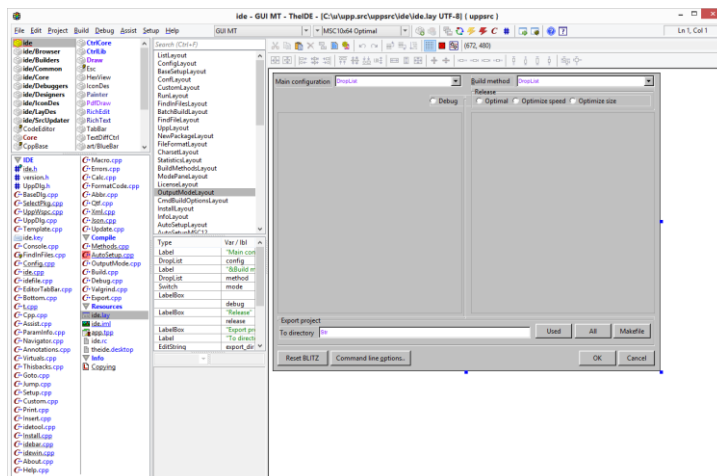 ide - GUI MT - TheIDE - [C:\u\upp.src\uppsrc\ide\ide.lay UTF-8] { uppsrc }
File Edit Project Build Debug Assist Setup Help
GUI MT
MSC10x64 Optimal
Ln 1, Col 1
ide
ide/Browser
ide/Builders
ide/Common
ide/Core
ide/Debuggers
ide/Designers
ide/IconDes
ide/LayDes
ide/SrcUpdater
CodeEditor
Core
CppBase
CtrlCore
CtrlLib
Draw
Esc
HexView
IconDes
Painter
PdfDraw
RichEdit
RichText
TabBar
TextDiffCtrl
art/BlueBar
IDE
ide.h
version.h
UppDlg.h
BaseDlg.cpp
SelectPkg.cpp
UppWspc.cpp
UppDlg.cpp
Template.cpp
ide.key
Console.cpp
FindInFiles.cpp
Config.cpp
ide.cpp
idefile.cpp
EditorTabBar.cpp
Bottom.cpp
t.cpp
Cpp.cpp
Assist.cpp
ParamInfo.cpp
Navigator.cpp
Annotations.cpp
Virtuals.cpp
Thisbacks.cpp
Goto.cpp
Jump.cpp
Setup.cpp
Custom.cpp
Print.cpp
Insert.cpp
idetool.cpp
Install.cpp
idebar.cpp
idewin.cpp
About.cpp
Help.cpp
Macro.cpp
Errors.cpp
Calc.cpp
FormatCode.cpp
Abbr.cpp
Qtf.cpp
Xml.cpp
Json.cpp
Update.cpp
Compile
Methods.cpp
AutoSetup.cpp
OutputMode.cpp
Build.cpp
Debug.cpp
Valgrind.cpp
Export.cpp
Resources
ide.lay
ide.iml
app.tpp
ide.rc
theide.desktop
Info
Copying
Search (Ctrl+F)
ListLayout
ConfigLayout
BaseSetupLayout
ConfLayout
CustomLayout
RunLayout
FindInFilesLayout
BatchBuildLayout
FindFileLayout
UppLayout
NewPackageLayout
FileFormatLayout
CharsetLayout
StatisticsLayout
BuildMethodsLayout
ModePaneLayout
LicenseLayout
OutputModeLayout
CmdBuildOptionsLayout
InstallLayout
InfoLayout
AutoSetupLayout
AutoSetupMSC12
Type Var / lbl
Label "Main con
DropList config
Label "&Build m
DropList method
Switch mode
LabelBox
debug
LabelBox "Release"
release
LabelBox "Export pr
Label "To direct
EditString export_dir
(672, 480)
Main configuration DropList
Build method DropList
Debug
Release
Optimal Optimize speed Optimize size
Export project
To directory
Used All Makefile
Reset BLITZ Command line options.. OK Cancel